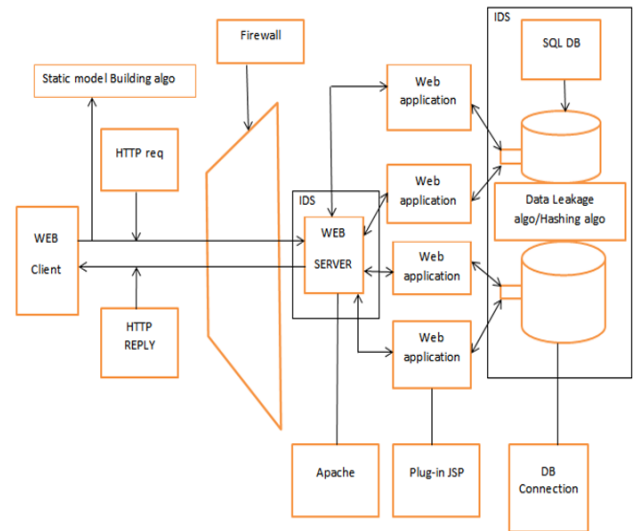 Firewall
IDS
SQL DB
Static model Building algo
Web
application
HTTP req
Web
application
IDS
Data Leakage
algo/Hashing algo
WEB
Client
WEB
SERVER
Web
application
HTTP
REPLY
Web
application
Apache
Plug-in JSP
DB
Connection